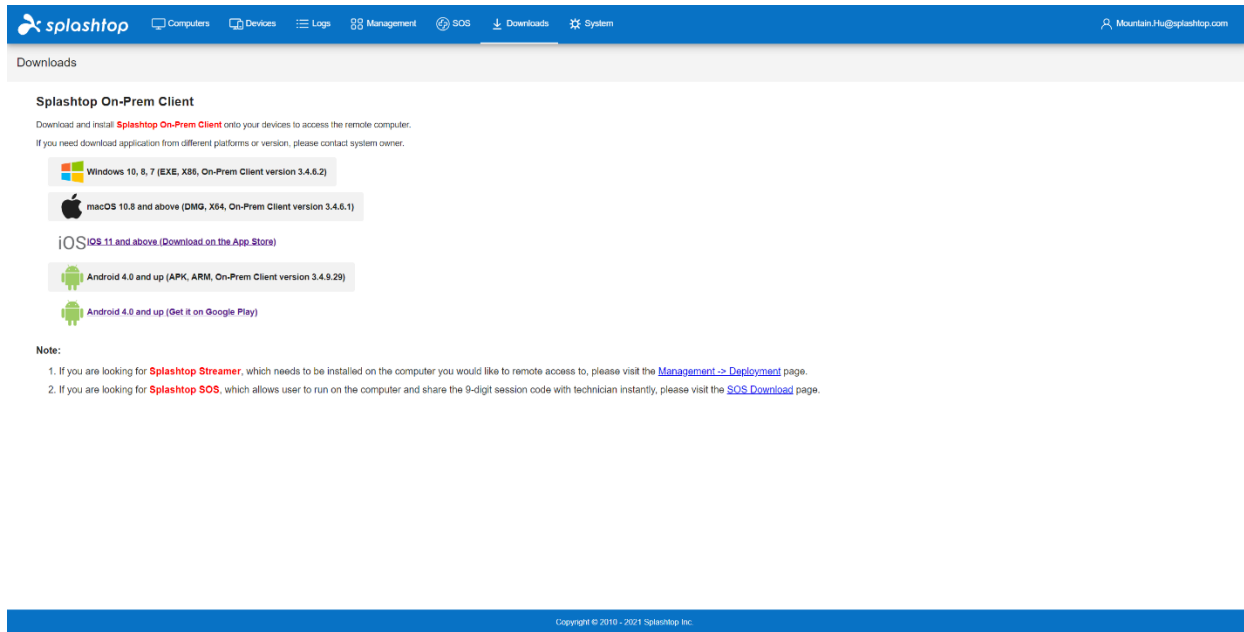 splashtop Computers Devices Logs Management SOS Downloads System Mountain.Hu@splashtop.com
Downloads
Splashtop On-Prem Client
Download and install Splashtop On-Prem Client onto your devices to access the remote computer.
If you need download application from different platforms or version, please contact system owner.
Windows 10, 8, 7 (EXE, X86, On-Prem Client version 3.4.6.2)
macOS 10.8 and above (DMG, X64, On-Prem Client version 3.4.6.1)
iOS iOS 11 and above (Download on the App Store)
Android 4.0 and up (APK, ARM, On-Prem Client version 3.4.9.29)
Android 4.0 and up (Get it on Google Play)
Note:
1. If you are looking for Splashtop Streamer, which needs to be installed on the computer you would like to remote access to, please visit the Management -> Deployment page.
2. If you are looking for Splashtop SOS, which allows user to run on the computer and share the 9-digit session code with technician instantly, please visit the SOS Download page.
Copyright © 2010 - 2021 Splashtop Inc.